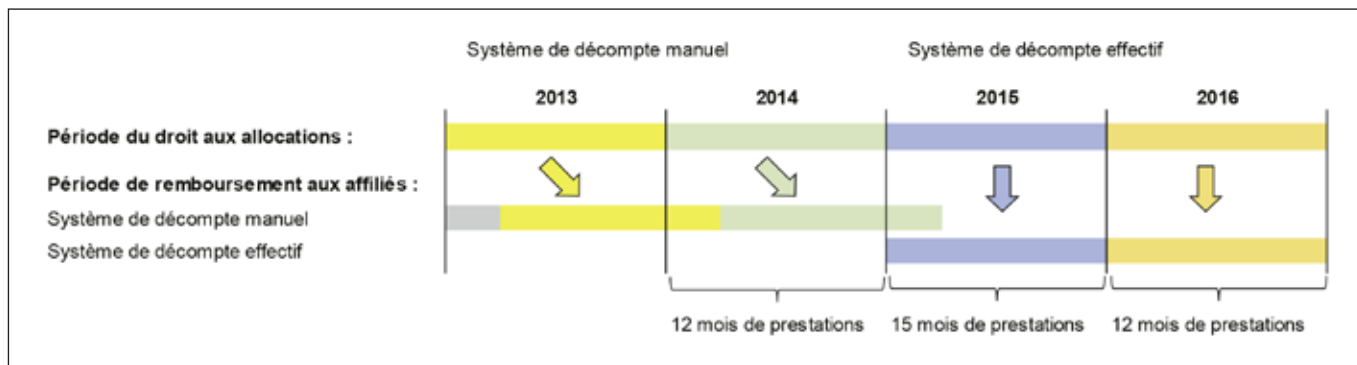 Système de décompte manuel Système de décompte effectif
2013 2014 2015 2016
Période du droit aux allocations :
Période de remboursement aux affiliés :
Système de décompte manuel
Système de décompte effectif
12 mois de prestations 15 mois de prestations 12 mois de prestations